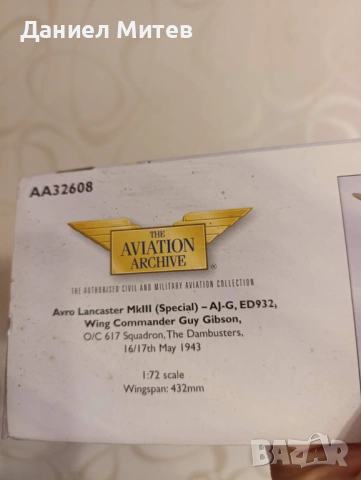 Даниел Митев
AA32608
THE
AVIATION
ARCHIVE
®
THE AUTHORISED CIVIL AND MILITARY AVIATION COLLECTION
Avro Lancaster MkIII (Special) – AJ-G, ED932,
Wing Commander Guy Gibson,
O/C 617 Squadron, The Dambusters,
16/17th May 1943
1:72 scale
Wingspan: 432mm
bazar
БГ